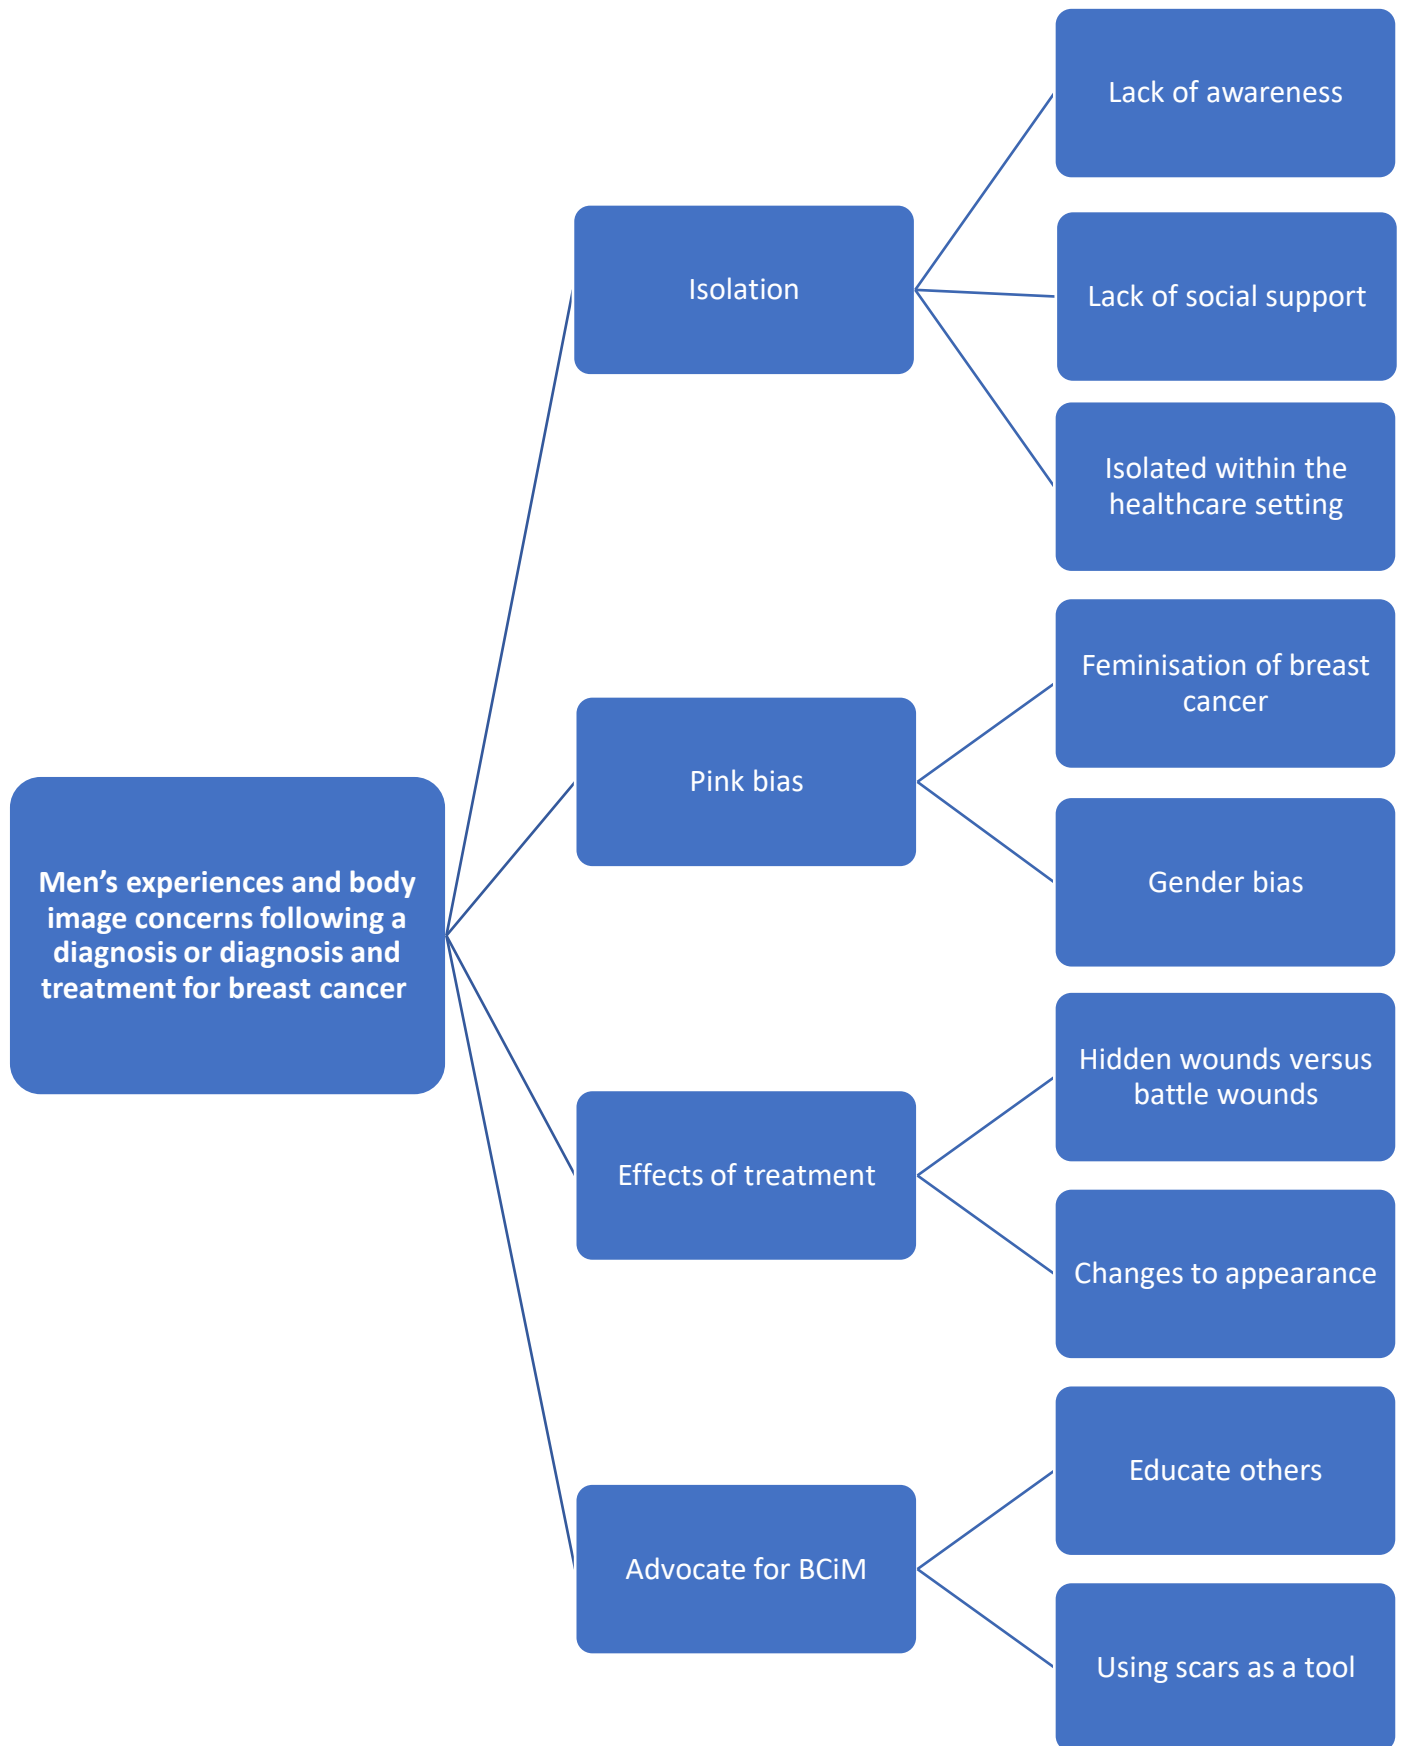 Lack of awareness
Isolation
Lack of social support
Isolated within the
healthcare setting
Feminisation of breast
cancer
Pink bias
Gender bias
Men’s experiences and body
image concerns following a
diagnosis or diagnosis and
treatment for breast cancer
Hidden wounds versus
battle wounds
Effects of treatment
Changes to appearance
Educate others
Advocate for BCiM
Using scars as a tool